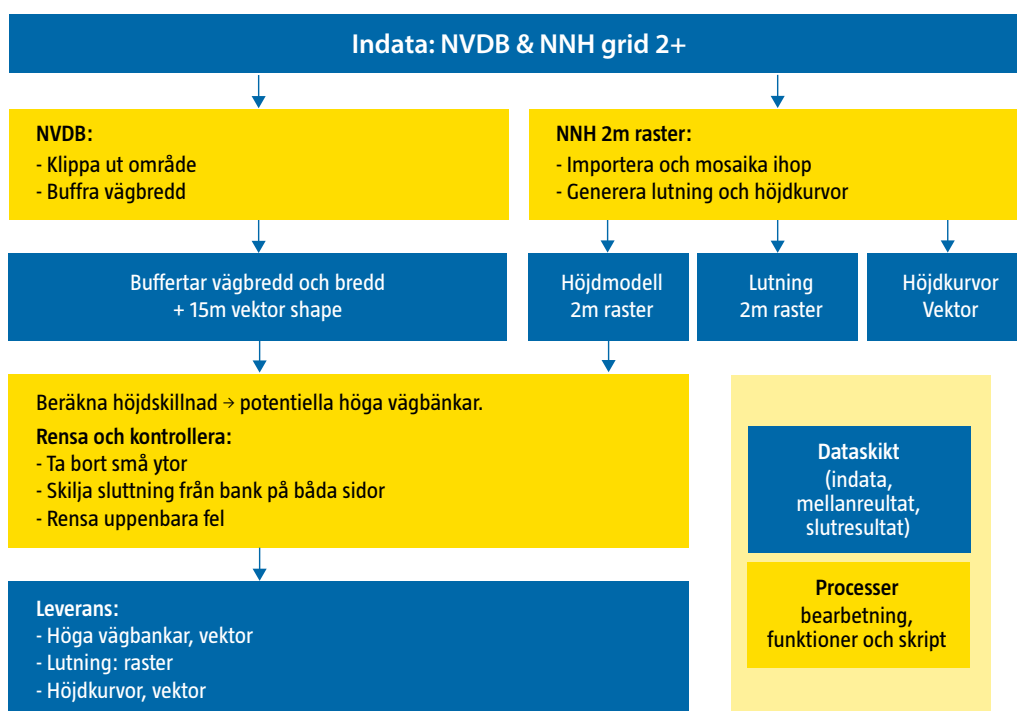 Indata: NVDB & NNH grid 2+
NVDB:
- Klippa ut område
- Buffra vägbredd
NNH 2m raster:
- Importera och mosaika ihop
- Generera lutning och höjdkurvor
Buffertar vägbredd och bredd
+ 15m vektor shape
Höjdmodell
2m raster
Lutning
2m raster
Höjdkurvor
Vektor
Beräkna höjdskillnad → potentiella höga vägbänkar.
Rensa och kontrollera:
- Ta bort små ytor
- Skilja sluttning från bank på båda sidor
- Rensa uppenbara fel
Dataskikt
(indata,
mellanreultat,
slutresultat)
Processer
bearbetning,
funktioner och skript
Leverans:
- Höga vägbankar, vektor
- Lutning: raster
- Höjdkurvor, vektor